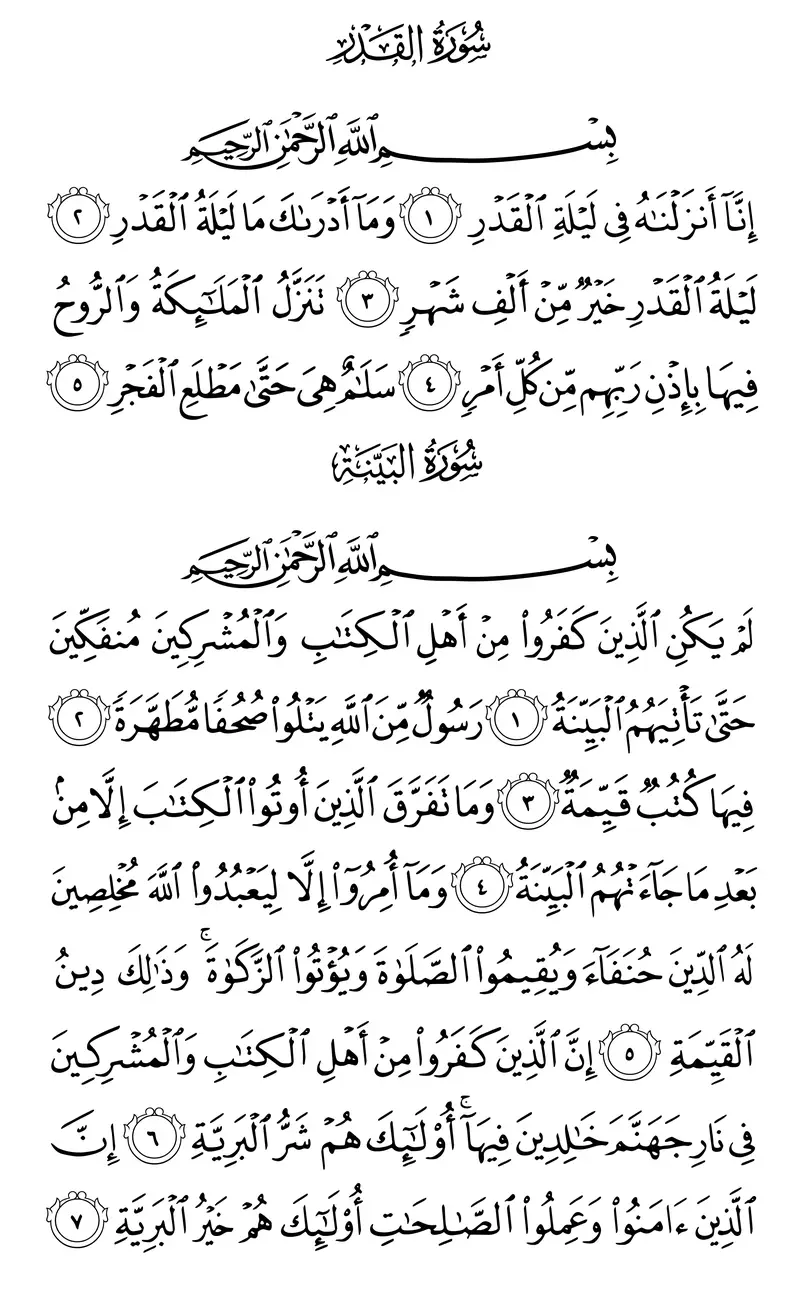 سُورَةُ القَدۡرِ
بِسۡمِ ٱللَّهِ ٱلرَّحۡمَٰنِ ٱلرَّحِيمِ
إِنَّآ أَنزَلۡنَٰهُ فِي لَيۡلَةِ ٱلۡقَدۡرِ ١ وَمَآ أَدۡرَىٰكَ مَا لَيۡلَةُ ٱلۡقَدۡرِ ٢
لَيۡلَةُ ٱلۡقَدۡرِ خَيۡرٞ مِّنۡ أَلۡفِ شَهۡرٖ ٣ تَنَزَّلُ ٱلۡمَلَٰٓئِكَةُ وَٱلرُّوحُ
فِيهَا بِإِذۡنِ رَبِّهِم مِّن كُلِّ أَمۡرٖ ٤ سَلَٰمٌ هِيَ حَتَّىٰ مَطۡلَعِ ٱلۡفَجۡرِ ٥
سُورَةُ البَيِّنَةِ
بِسۡمِ ٱللَّهِ ٱلرَّحۡمَٰنِ ٱلرَّحِيمِ
لَمۡ يَكُنِ ٱلَّذِينَ كَفَرُواْ مِنۡ أَهۡلِ ٱلۡكِتَٰبِ وَٱلۡمُشۡرِكِينَ مُنفَكِّينَ
حَتَّىٰ تَأۡتِيَهُمُ ٱلۡبَيِّنَةُ ١ رَسُولٞ مِّنَ ٱللَّهِ يَتۡلُواْ صُحُفٗا مُّطَهَّرَةٗ ٢
فِيهَا كُتُبٞ قَيِّمَةٞ ٣ وَمَا تَفَرَّقَ ٱلَّذِينَ أُوتُواْ ٱلۡكِتَٰبَ إِلَّا مِنۢ
بَعۡدِ مَا جَآءَتۡهُمُ ٱلۡبَيِّنَةُ ٤ وَمَآ أُمِرُوٓاْ إِلَّا لِيَعۡبُدُواْ ٱللَّهَ مُخۡلِصِينَ
لَهُ ٱلدِّينَ حُنَفَآءَ وَيُقِيمُواْ ٱلصَّلَوٰةَ وَيُؤۡتُواْ ٱلزَّكَوٰةَۚ وَذَٰلِكَ دِينُ
ٱلۡقَيِّمَةِ ٥ إِنَّ ٱلَّذِينَ كَفَرُواْ مِنۡ أَهۡلِ ٱلۡكِتَٰبِ وَٱلۡمُشۡرِكِينَ
فِي نَارِ جَهَنَّمَ خَٰلِدِينَ فِيهَآۚ أُوْلَٰٓئِكَ هُمۡ شَرُّ ٱلۡبَرِيَّةِ ٦ إِنَّ
ٱلَّذِينَ ءَامَنُواْ وَعَمِلُواْ ٱلصَّٰلِحَٰتِ أُوْلَٰٓئِكَ هُمۡ خَيۡرُ ٱلۡبَرِيَّةِ ٧